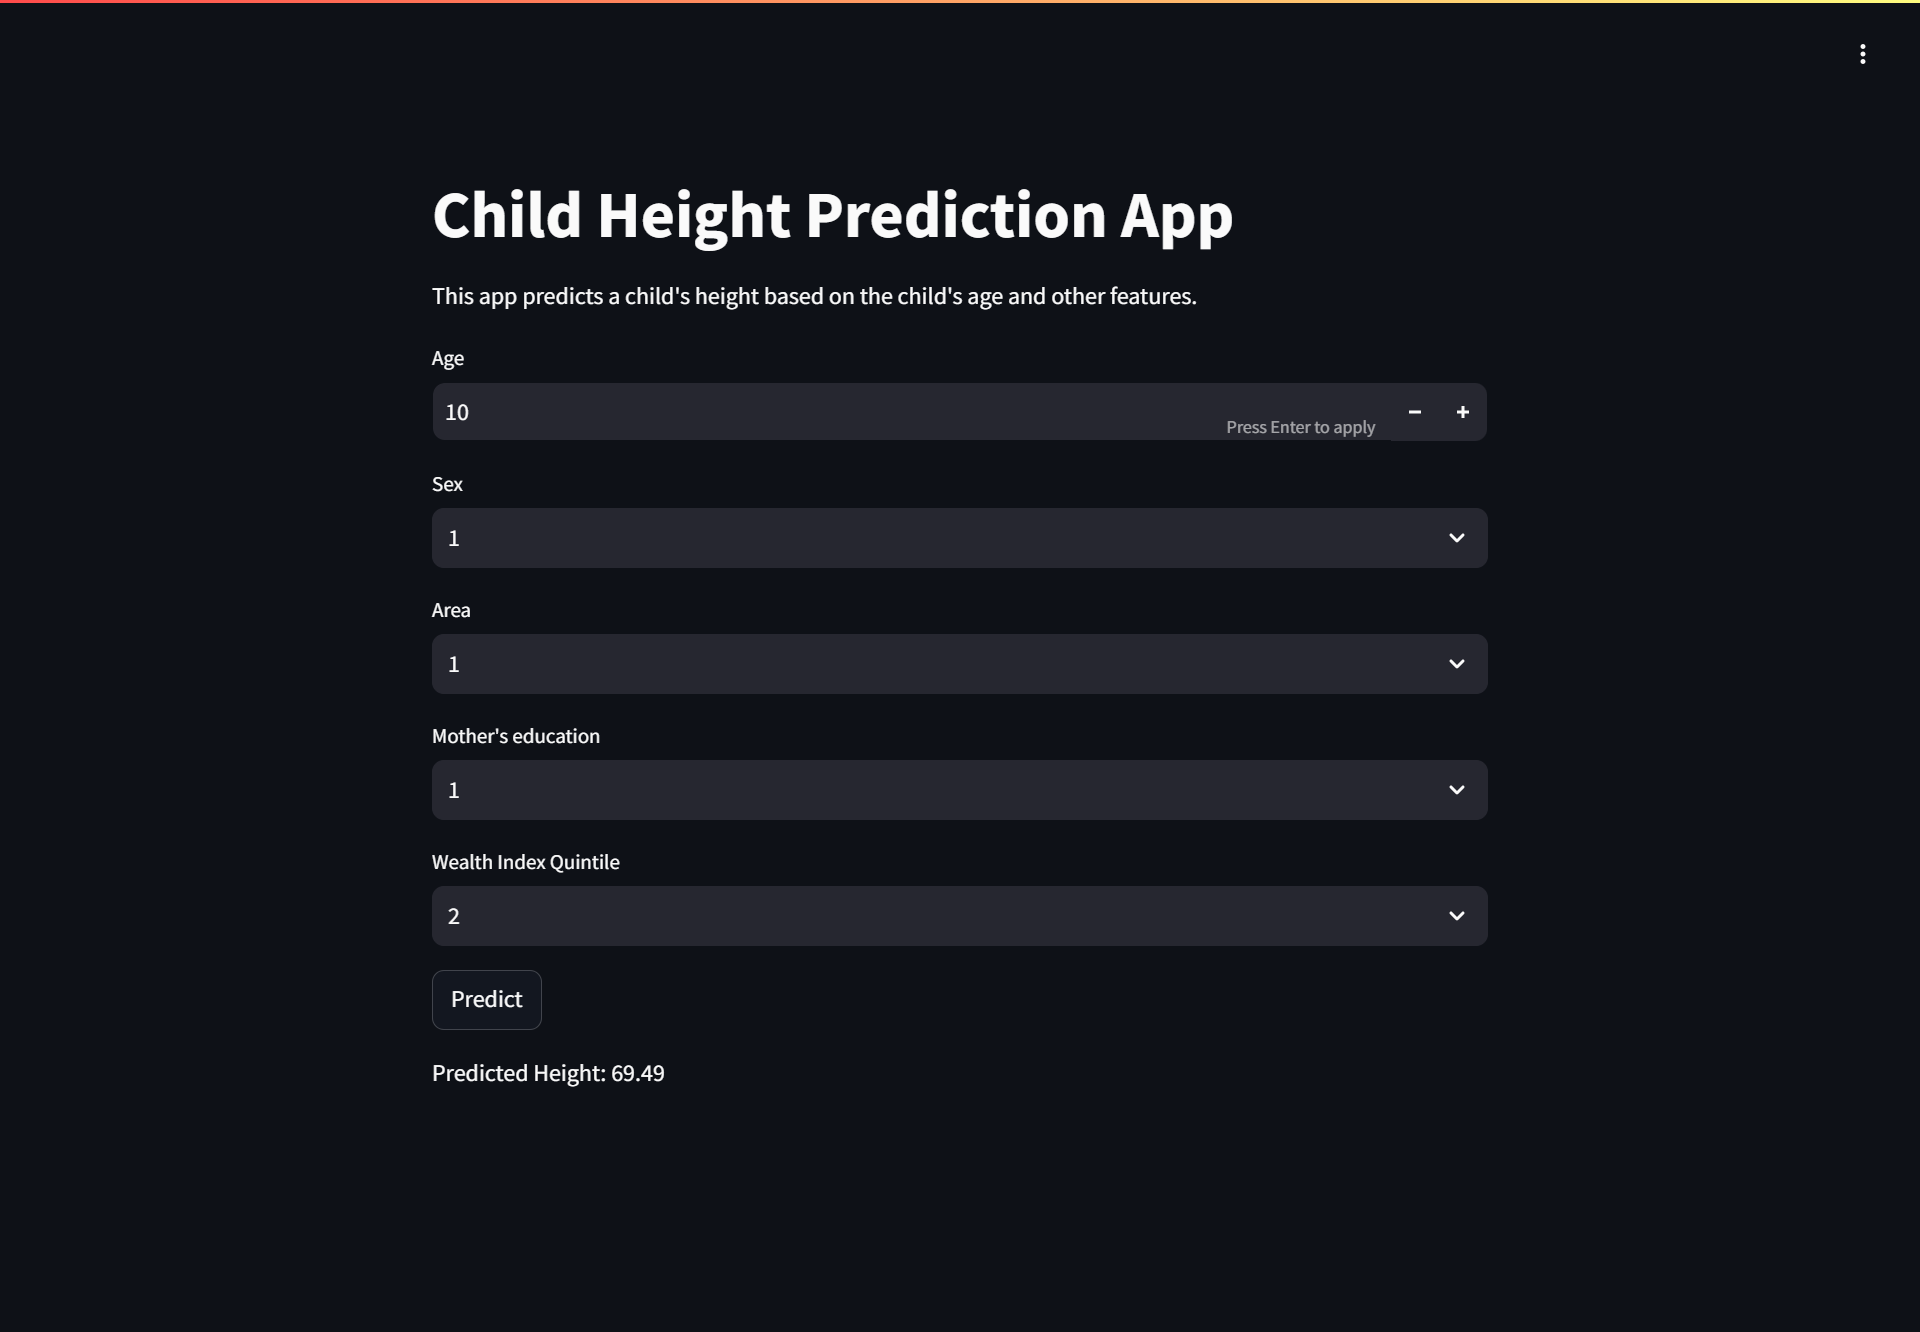 Child Height Prediction App
This app predicts a child's height based on the child's age and other features.
Age
10
Press Enter to apply
Sex
1
Area
1
Mother's education
1
Wealth Index Quintile
2
Predict
Predicted Height: 69.49